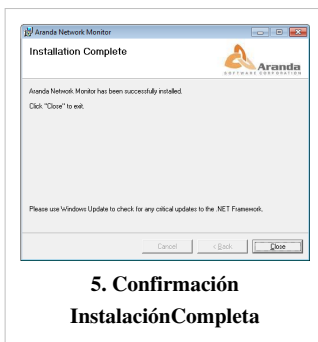 Aranda Network Monitor
Installation Complete
Aranda
SOFTWARE CORPORATION
Aranda Network Monitor has been successfully installed.
Click "Close" to exit.
Please use Windows Update to check for any critical updates to the .NET Framework.
Cancel < Back Close
5. Confirmación
InstalaciónCompleta